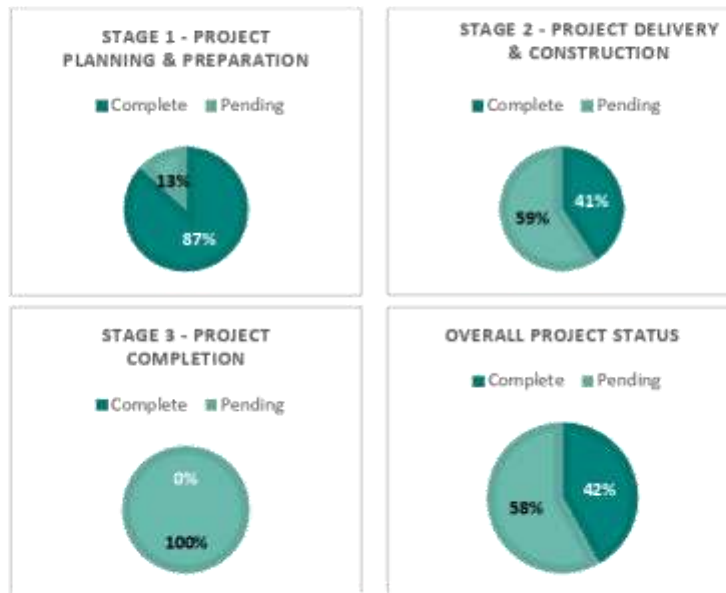 STAGE 1 - PROJECT
PLANNING & PREPARATION
Complete Pending
13%
87%
STAGE 2 - PROJECT DELIVERY
& CONSTRUCTION
Complete Pending
41%
59%
STAGE 3 - PROJECT
COMPLETION
Complete Pending
0%
100%
OVERALL PROJECT STATUS
Complete Pending
42%
58%